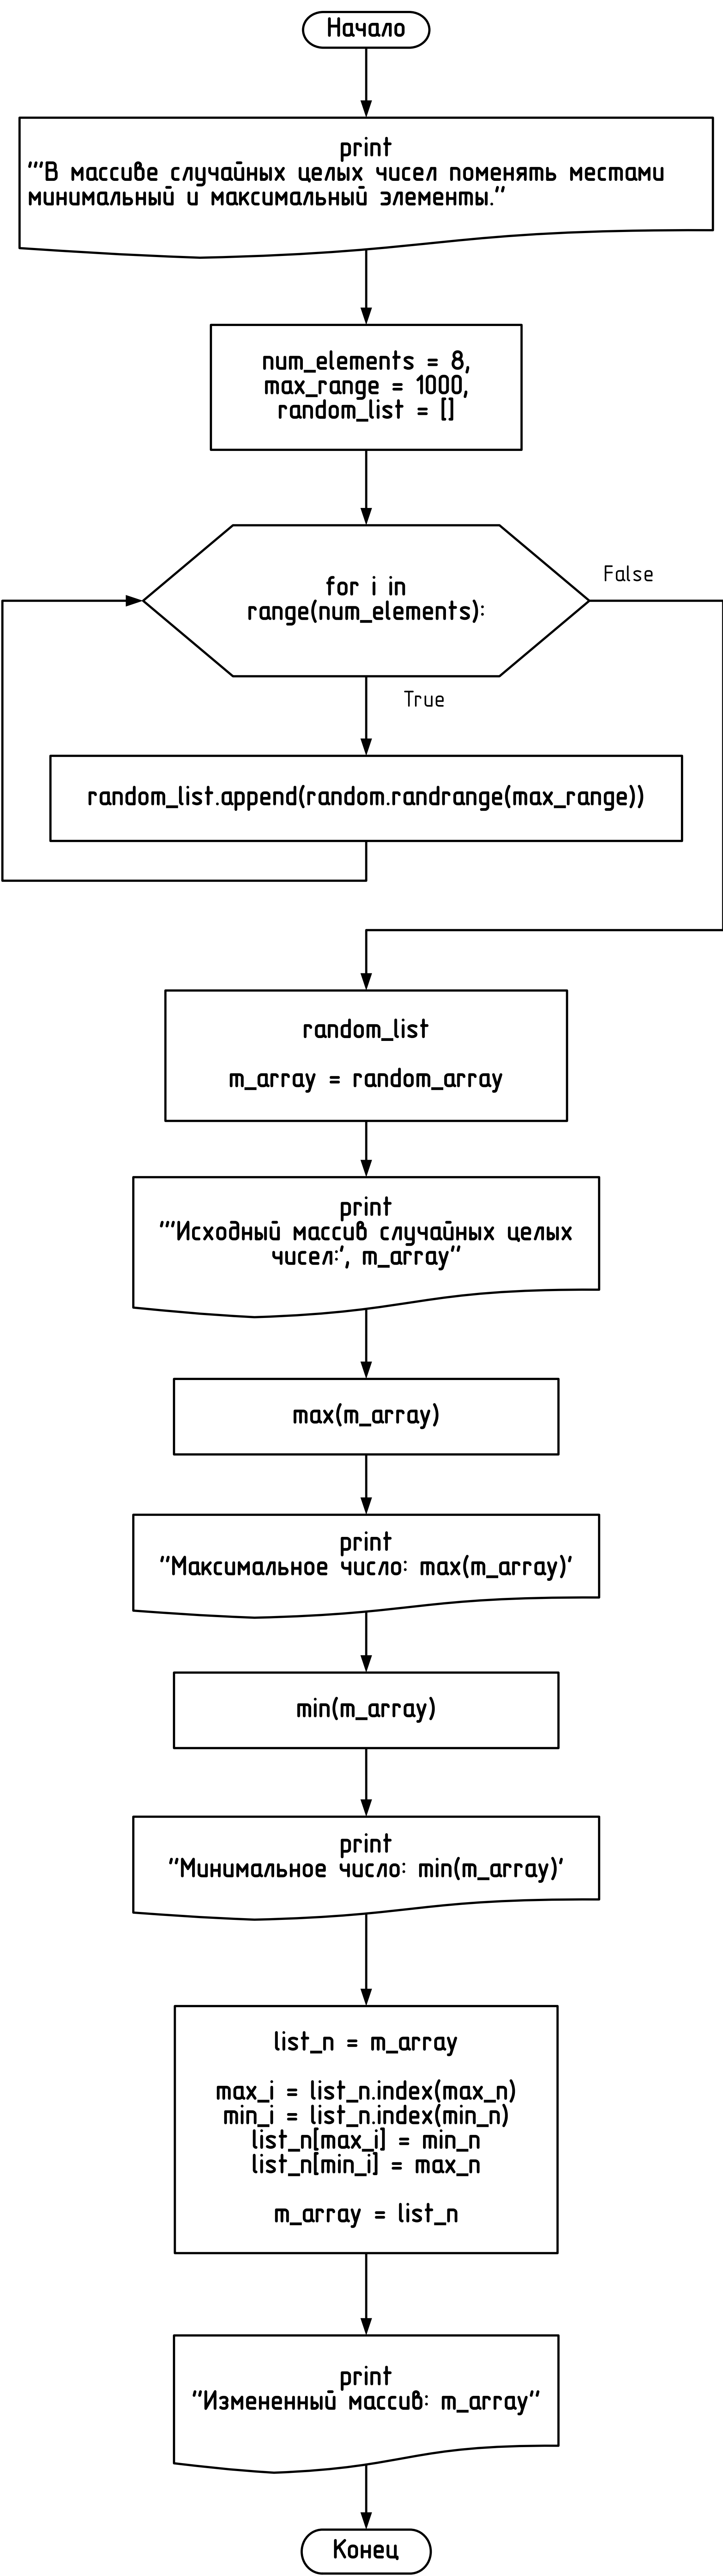 Начало
print
'''В массиве случайных целых чисел поменять местами
минимальный и максимальный элементы.''
num_elements = 8,
max_range = 1000,
random_list = []
for i in
range(num_elements):
False
True
random_list.append(random.randrange(max_range))
random_list
m_array = random_array
print
'''Исходный массив случайных целых
чисел:', m_array''
max(m_array)
print
''Максимальное число: max(m_array)'
min(m_array)
print
''Минимальное число: min(m_array)'
list_n = m_array
max_i = list_n.index(max_n)
min_i = list_n.index(min_n)
list_n[max_i] = min_n
list_n[min_i] = max_n
m_array = list_n
print
''Измененный массив: m_array''
Конец